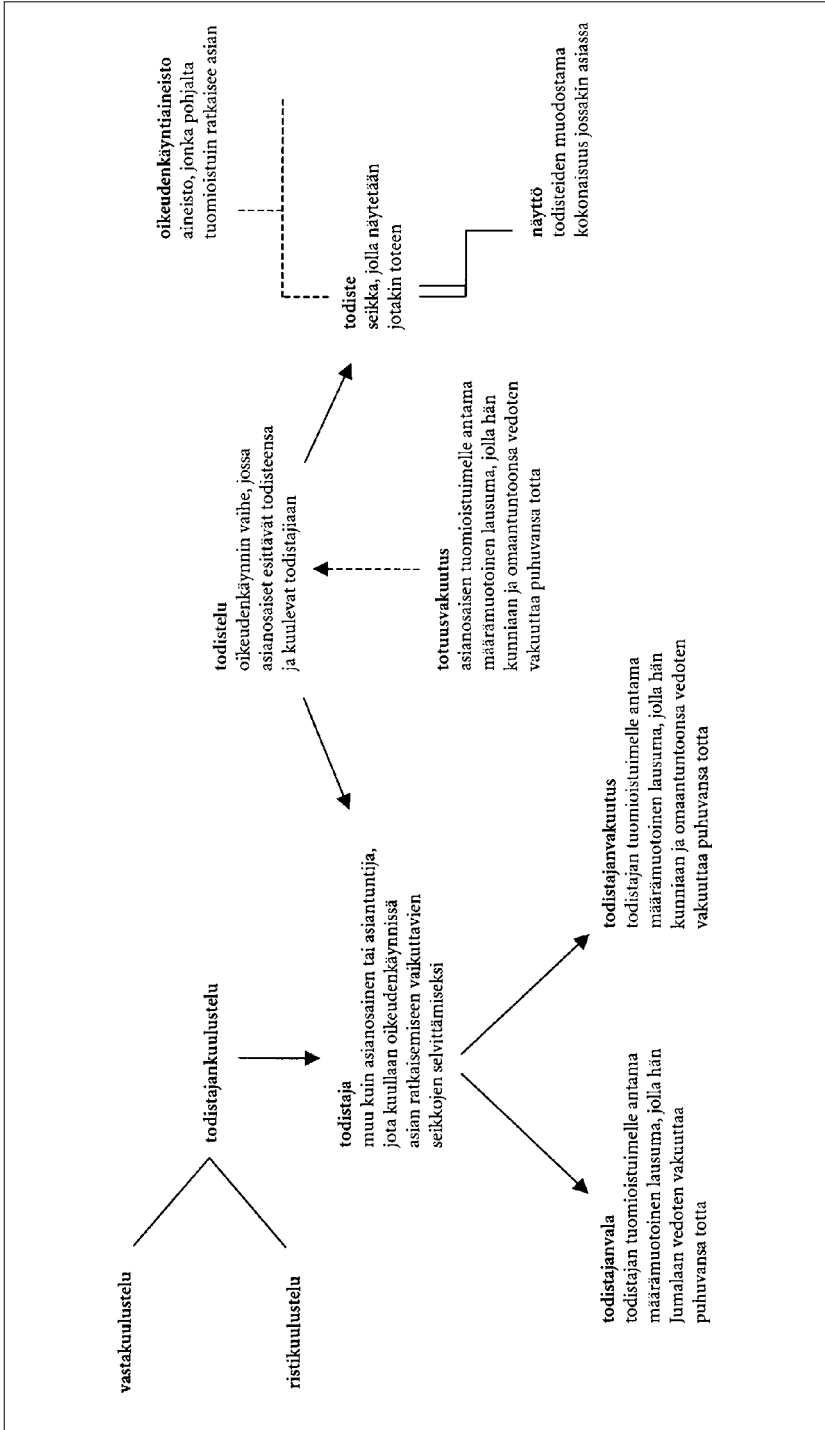 vastakuulustelu
ristikuulustelu
todistajankuulustelu
todistaja
muu kuin asianosainen tai asiantuntija,
jota kuullaan oikeudenkäynnissä
asian ratkaisemiseen vaikuttavien
seikkojen selvittämiseksi
todistajanvala
todistajan tuomioistuimelle antama
määrämuotoinen lausuma, jolla hän
Jumalaan vedoten vakuuttaa
puhuvansa totta
todistajanvakuutus
todistajan tuomioistuimelle antama
määrämuotoinen lausuma, jolla hän
kunniaan ja omaantuntoonsa vedoten
vakuuttaa puhuvansa totta
todistelu
oikeudenkäynnin vaihe, jossa
asianosaiset esittävät todisteensa
ja kuulevat todistajiaan
totuusvakuutus
asianosaisen tuomioistuimelle antama
määrämuotoinen lausuma, jolla hän
kunniaan ja omaantuntoonsa vedoten
vakuuttaa puhuvansa totta
oikeudenkäyntiaineisto
aineisto, jonka pohjalta
tuomioistuin ratkaisee asian
todiste
seikka, jolla näytetään
jotakin toteen
näyttö
todisteiden muodostama
kokonaisuus jossakin asiassa